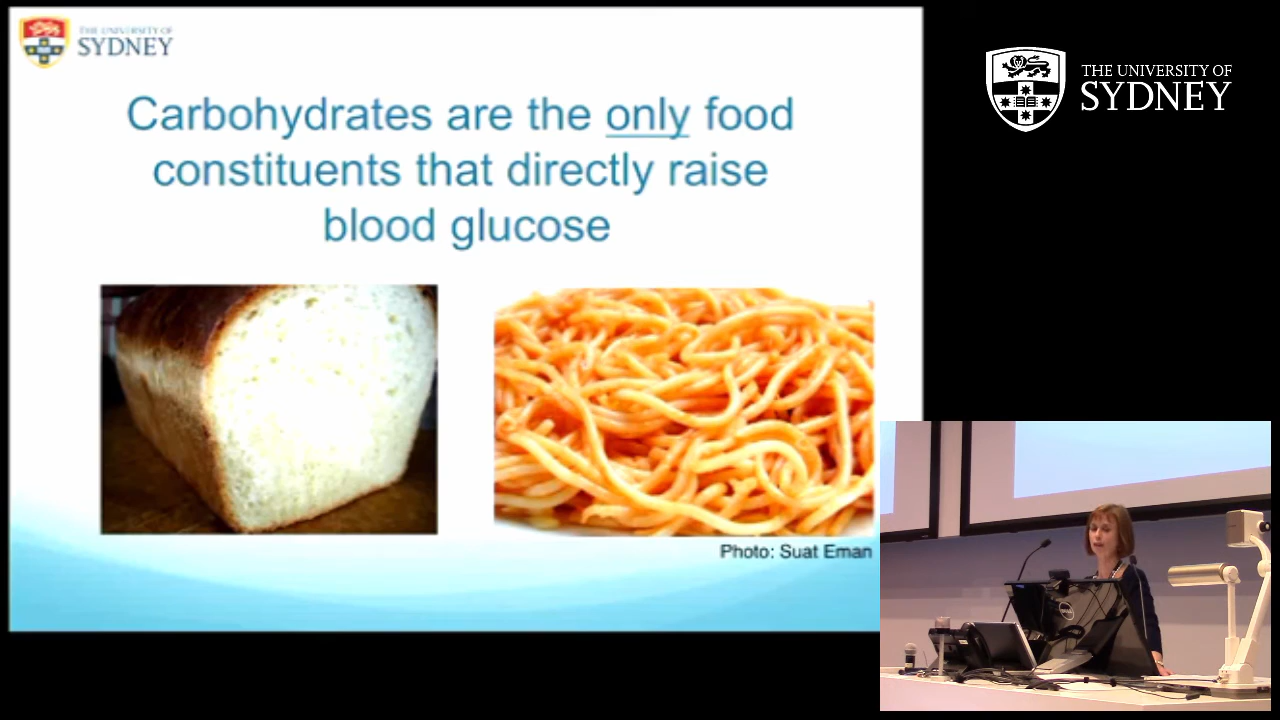 THE UNIVERSITY OF
SYDNEY
Carbohydrates are the only food
constituents that directly raise
blood glucose
Photo: Suat Eman
THE UNIVERSITY OF
SYDNEY
DELL